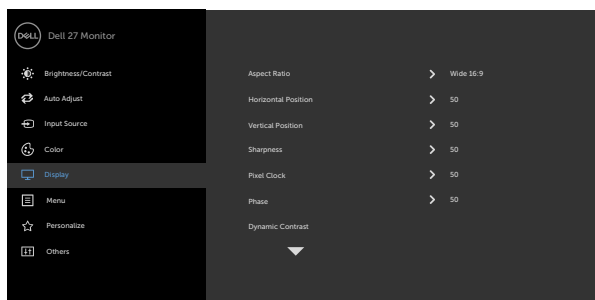 DELL Dell 27 Monitor
Brightness/Contrast
Auto Adjust
Input Source
Color
Display
Menu
Personalize
Others
Aspect Ratio Wide 16:9
Horizontal Position 50
Vertical Position 50
Sharpness 50
Pixel Clock 50
Phase 50
Dynamic Contrast